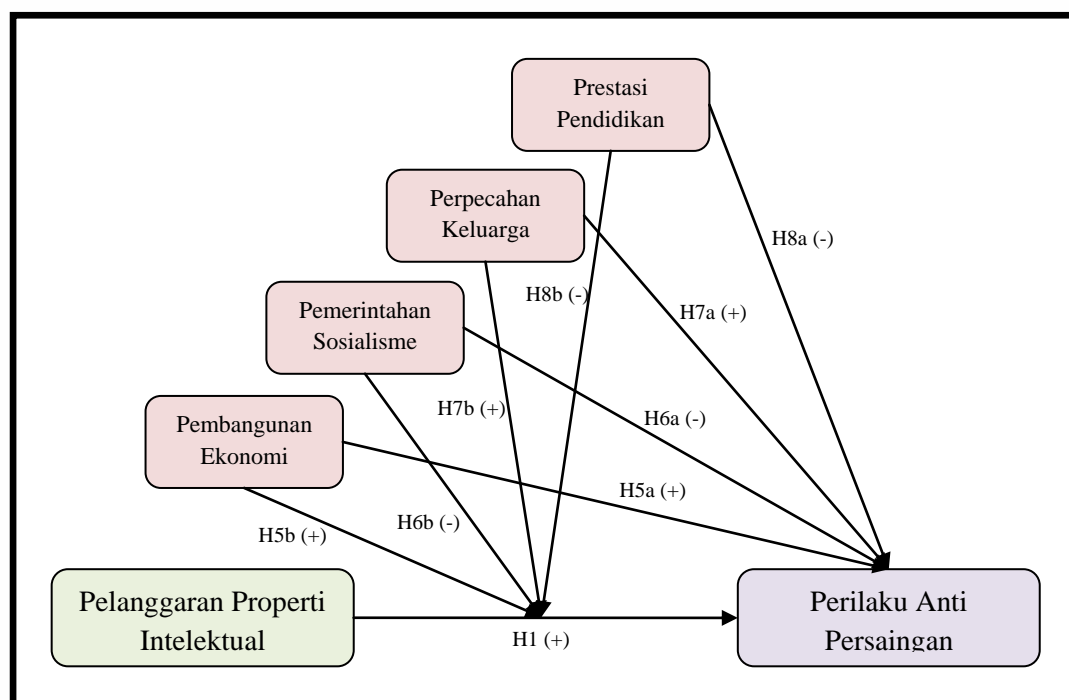 Prestasi
Pendidikan
Perpecahan
Keluarga
H8a (-)
H8b (-)
Pemerintahan
Sosialisme
H7a (+)
H7b (+)
H6a (-)
Pembangunan
Ekonomi
H5a (+)
H6b (-)
H5b (+)
Pelanggaran Properti
Intelektual
Perilaku Anti
Persaingan
H1 (+)